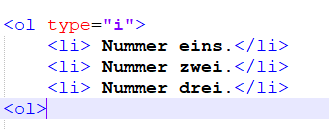 <ol type="i">
    <li> Nummer eins.</li>
    <li> Nummer zwei.</li>
    <li> Nummer drei.</li>
<ol>